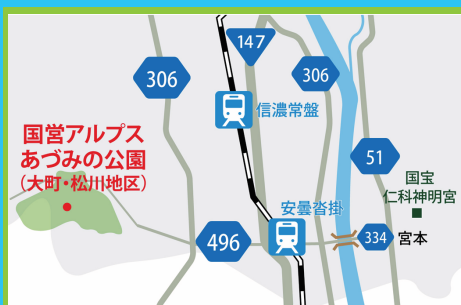 147
306
306
信濃常盤
国営アルプス
あづみの公園
(大町・松川地区)
51
国宝
仁科神明宮
安曇沓掛
496
334
宮本